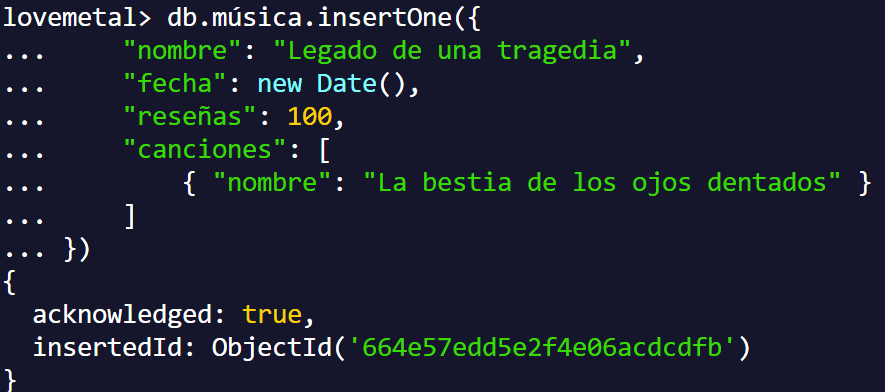 lovemetal> db.música.insertOne({
...     "nombre": "Legado de una tragedia",
...     "fecha": new Date(),
...     "reseñas": 100,
...     "canciones": [
...         { "nombre": "La bestia de los ojos dentados" }
...     ]
... })
{
  acknowledged: true,
  insertedId: ObjectId('664e57edd5e2f4e06acdcdfb')
}